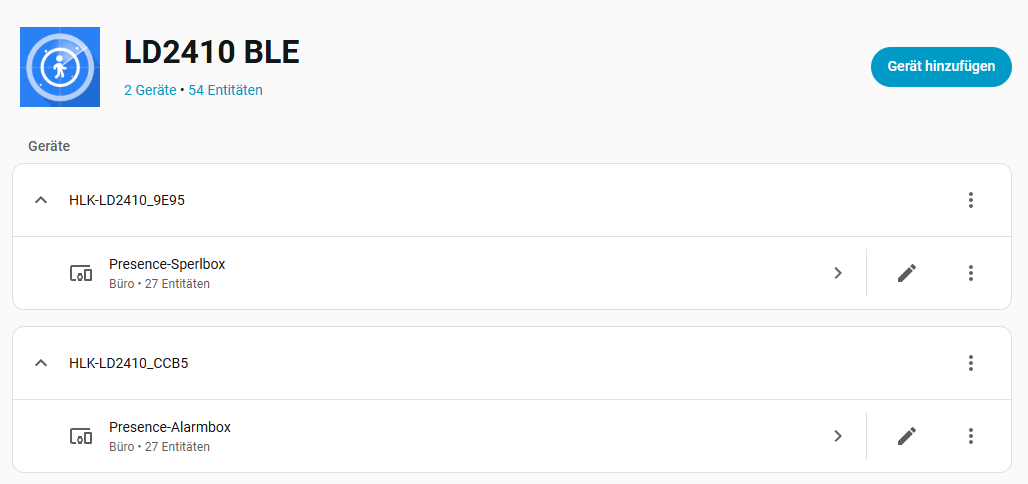 LD2410 BLE
2 Geräte • 54 Entitäten
Gerät hinzufügen
Geräte
HLK-LD2410_9E95
Presence-Sperlbox
Büro • 27 Entitäten
HLK-LD2410_CCB5
Presence-Alarmbox
Büro • 27 Entitäten